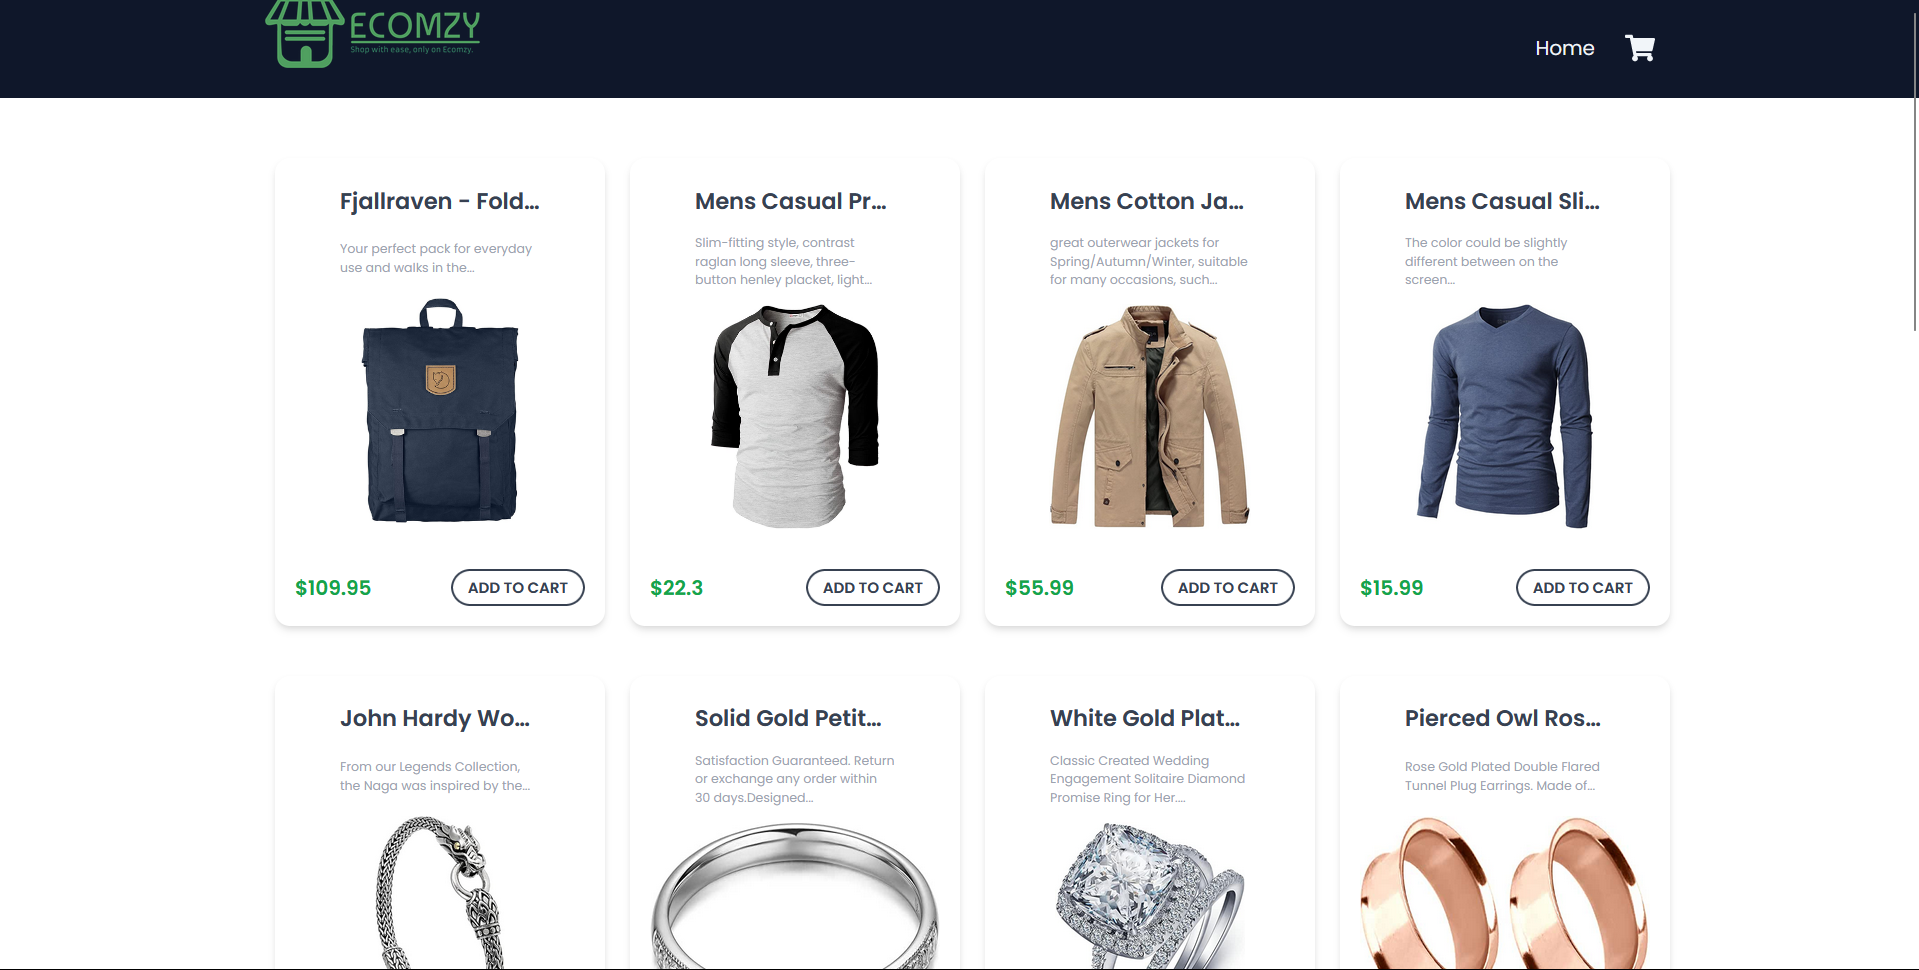 ECOMZY
Shop with ease, only on Ecomzy.
Home
Fjallraven - Fold...
Your perfect pack for everyday
use and walks in the...
$109.95
ADD TO CART
Mens Casual Pr...
Slim-fitting style, contrast
raglan long sleeve, three-
button henley placket, light...
$22.3
ADD TO CART
Mens Cotton Ja...
great outerwear jackets for
Spring/Autumn/Winter, suitable
for many occasions, such...
$55.99
ADD TO CART
Mens Casual Sli...
The color could be slightly
different between on the
screen...
$15.99
ADD TO CART
John Hardy Wo...
From our Legends Collection,
the Naga was inspired by the...
Solid Gold Petit...
Satisfaction Guaranteed. Return
or exchange any order within
30 days.Designed...
White Gold Plat...
Classic Created Wedding
Engagement Solitaire Diamond
Promise Ring for Her....
Pierced Owl Ros...
Rose Gold Plated Double Flared
Tunnel Plug Earrings. Made of...